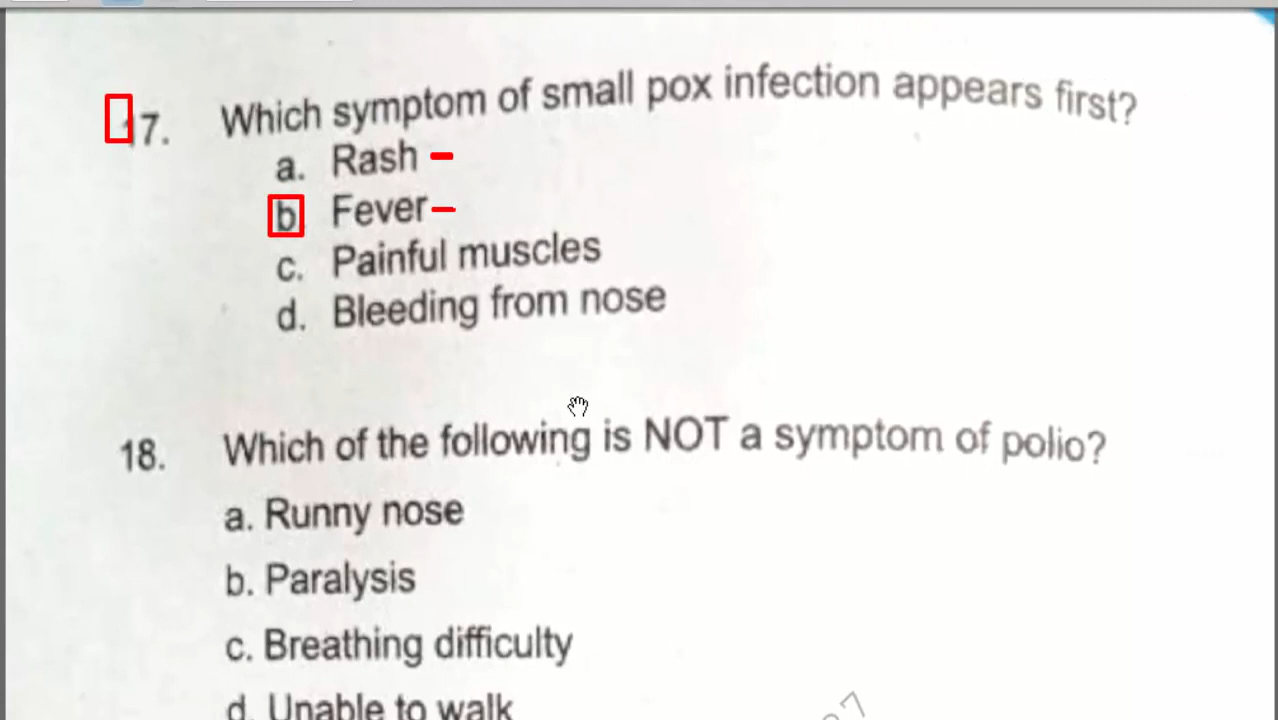 17. Which symptom of small pox infection appears first?
a. Rash
b Fever
c. Painful muscles
d. Bleeding from nose
18. Which of the following is NOT a symptom of polio?
a. Runny nose
b. Paralysis
c. Breathing difficulty
d. Unable to walk